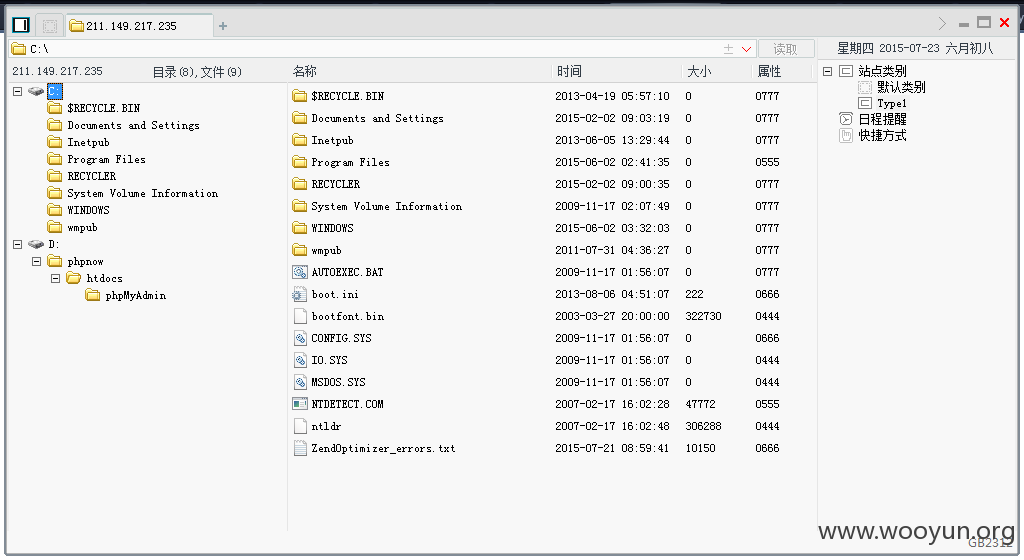 211.149.217.235
C:\
读取
星期四 2015-07-23 六月初八
211.149.217.235 目录(8),文件(9)
C:
$RECYCLE.BIN
Documents and Settings
Inetpub
Program Files
RECYCLER
System Volume Information
WINDOWS
wmpub
D:
phpnow
htdocs
phpMyAdmin
名称 时间 大小 属性
$RECYCLE.BIN 2013-04-19 05:57:10 0 0777
Documents and Settings 2015-02-02 09:03:19 0 0777
Inetpub 2013-06-05 13:29:44 0 0777
Program Files 2015-06-02 02:41:35 0 0555
RECYCLER 2015-02-02 09:00:35 0 0777
System Volume Information 2009-11-17 02:07:49 0 0777
WINDOWS 2015-06-02 03:32:03 0 0777
wmpub 2011-07-31 04:36:27 0 0777
AUTOEXEC.BAT 2009-11-17 01:56:07 0 0777
boot.ini 2013-08-06 04:51:07 222 0666
bootfont.bin 2003-03-27 20:00:00 322730 0444
CONFIG.SYS 2009-11-17 01:56:07 0 0666
IO.SYS 2009-11-17 01:56:07 0 0444
MSDOS.SYS 2009-11-17 01:56:07 0 0444
NTDETECT.COM 2007-02-17 16:02:28 47772 0555
ntldr 2007-02-17 16:02:48 306288 0444
ZendOptimizer_errors.txt 2015-07-21 08:59:41 10150 0666
站点类别
默认类别
Type1
日程提醒
快捷方式
www.wooyun.org
GB2312